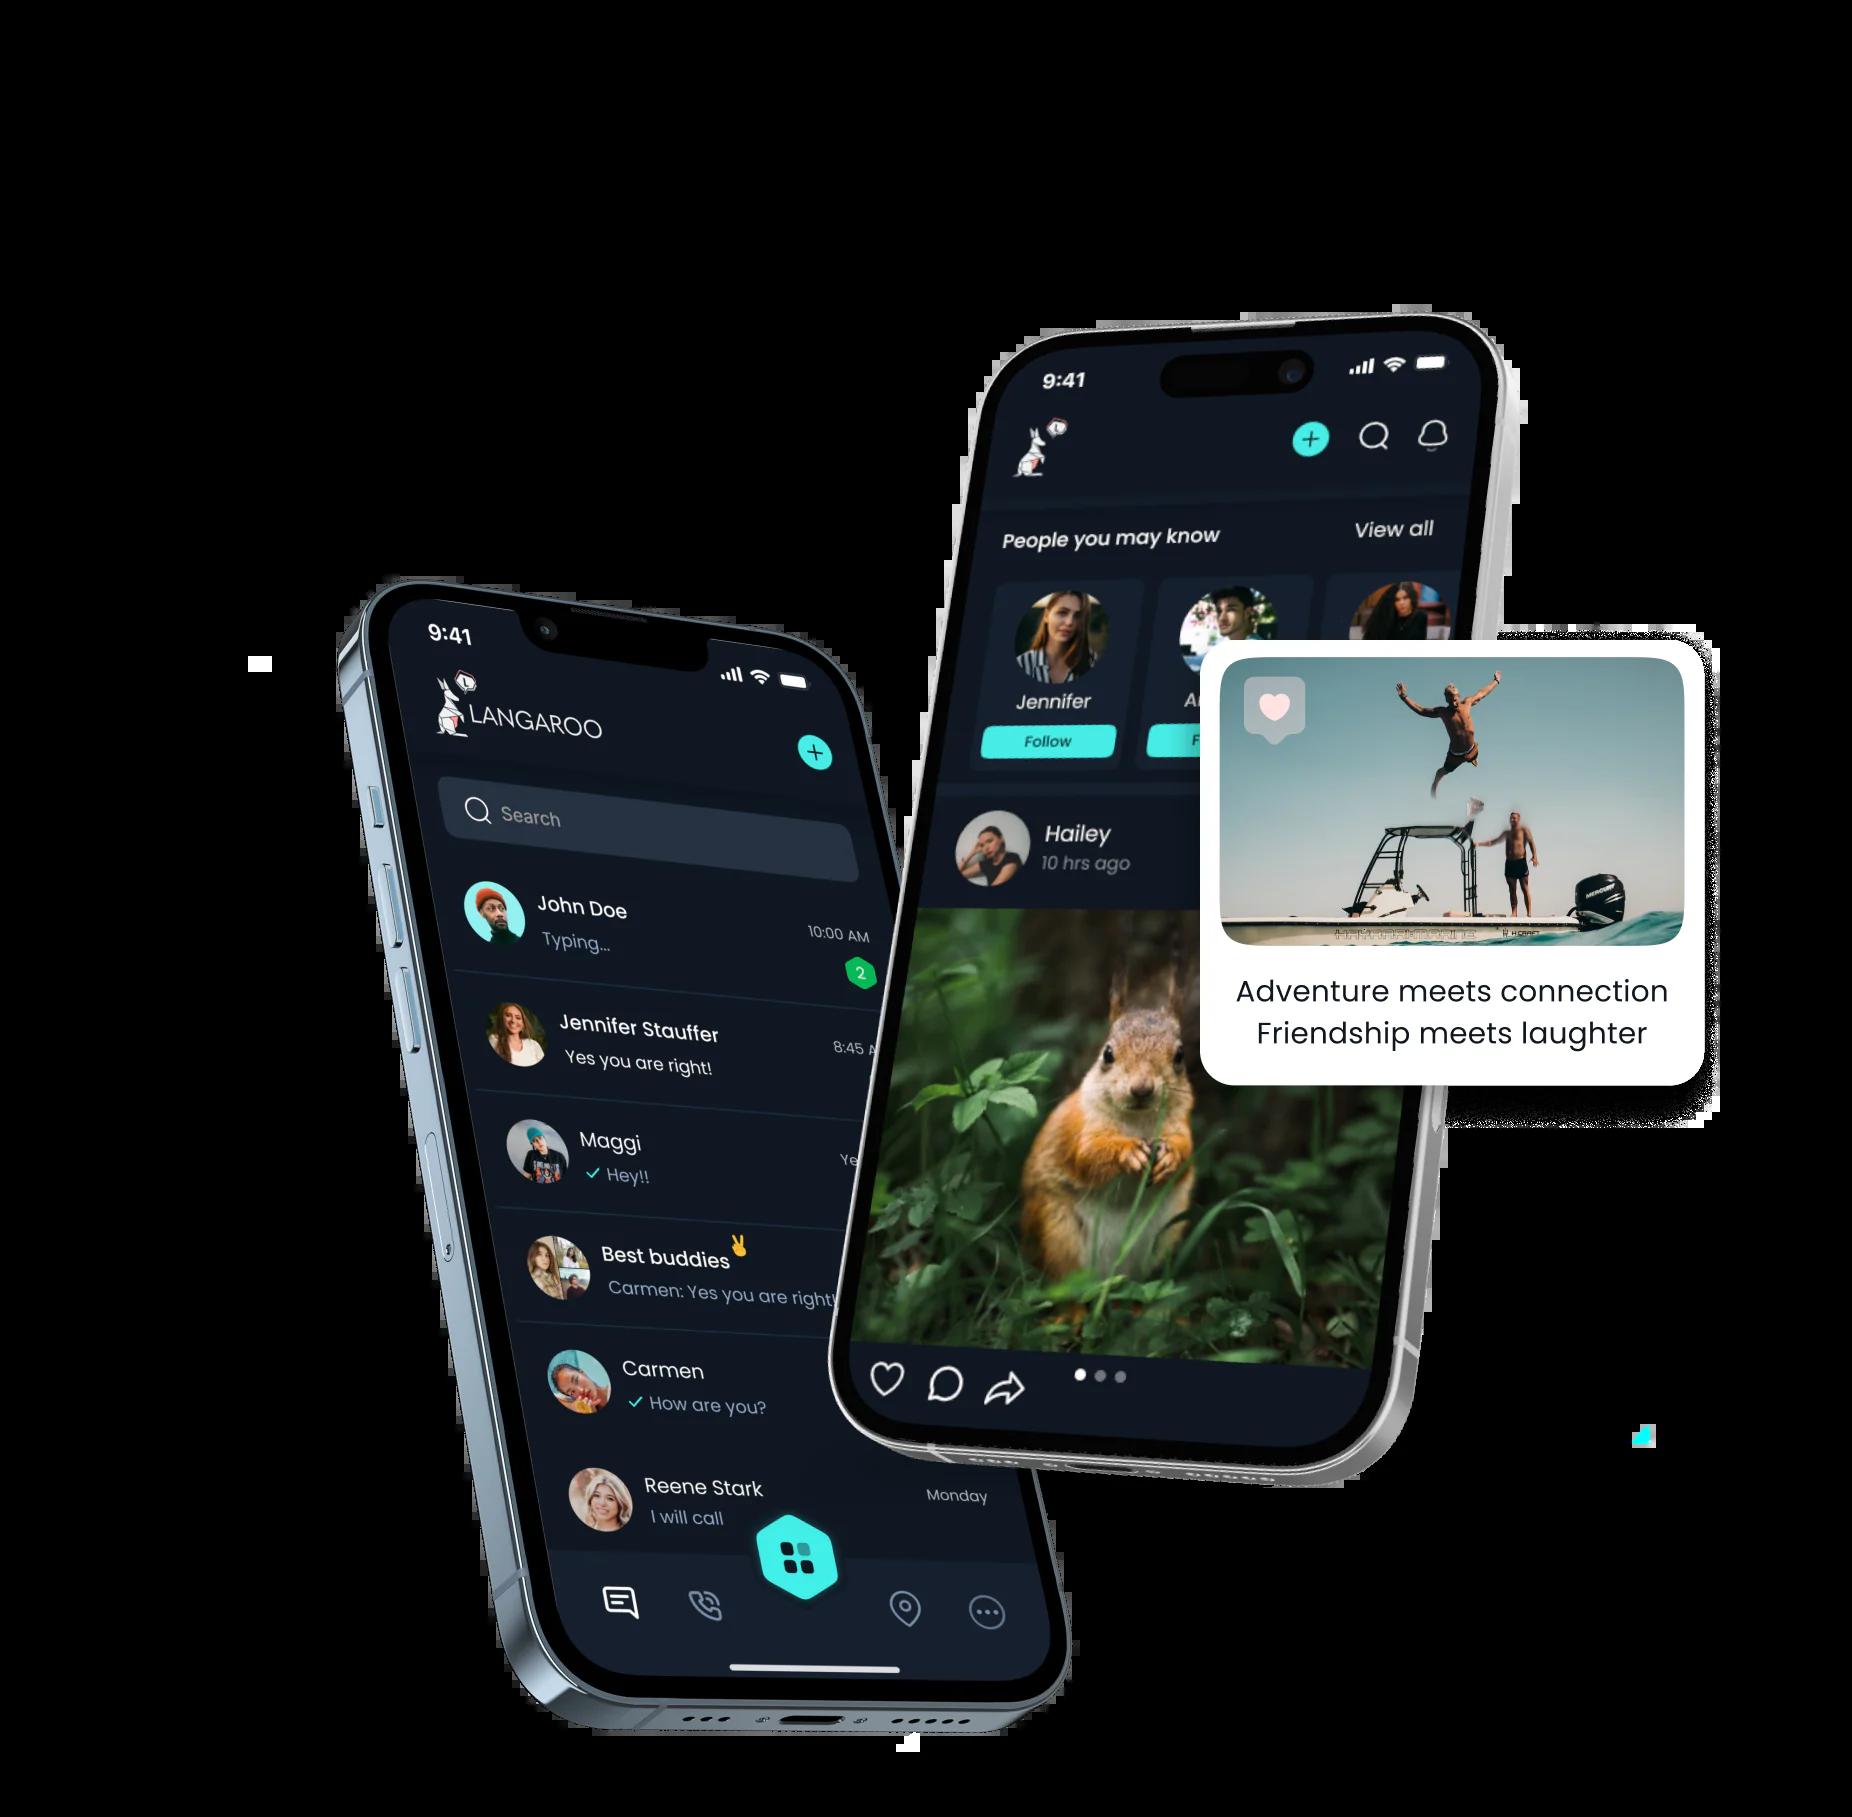 9:41
LANGAROO
Search
John Doe
Typing...
10:00 AM
2
Jennifer Stauffer
Yes you are right!
8:45 A
Maggi
Hey!!
Ye
Best buddies✌
Carmen: Yes you are right!
Carmen
How are you?
Reene Stark
I will call
Monday
9:41
L
People you may know
View all
Jennifer
Follow
F
Hailey
10 hrs ago
MERCURY
Adventure meets connection
Friendship meets laughter